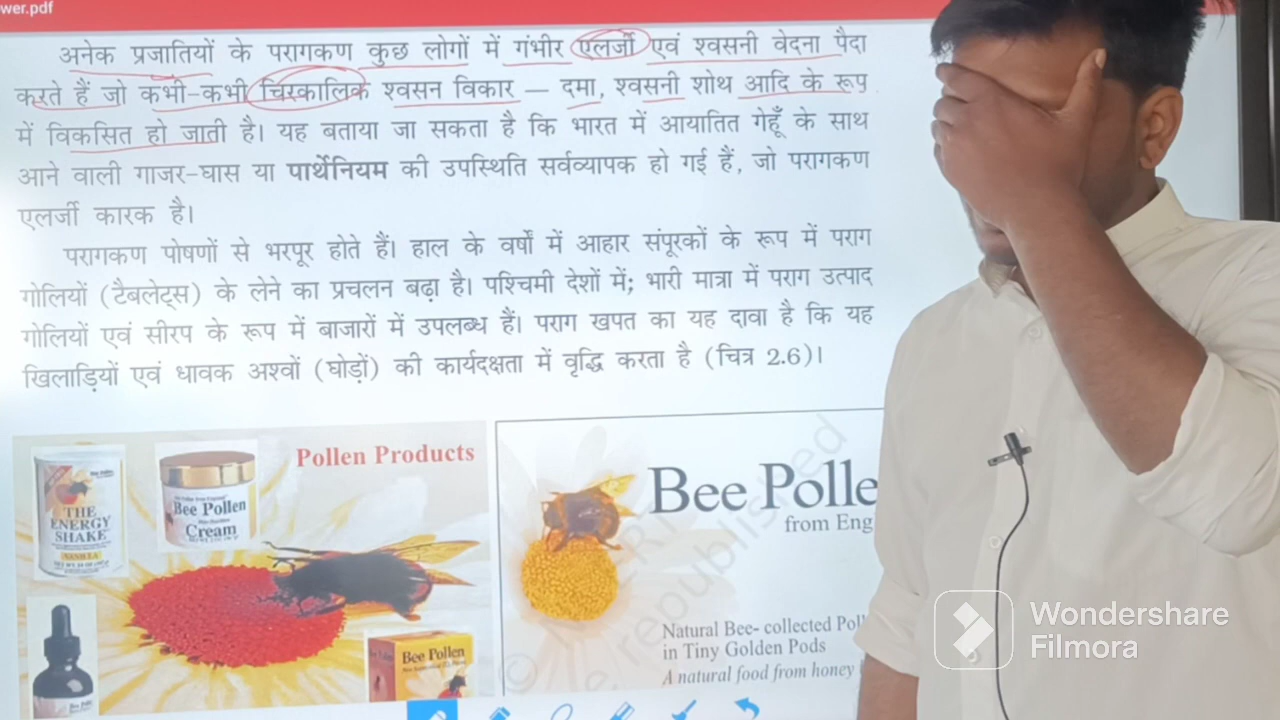 wer.pdf
अनेक प्रजातियों के परागकण कुछ लोगों में गंभीर एलर्जी एवं श्वसनी वेदना पैदा
करते हैं जो कभी-कभी चिरकालिक श्वसन विकार — दमा, श्वसनी शोथ आदि के रूप
में विकसित हो जाती है। यह बताया जा सकता है कि भारत में आयातित गेहूँ के साथ
आने वाली गाजर-घास या पार्थेनियम की उपस्थिति सर्वव्यापक हो गई हैं, जो परागकण
एलर्जी कारक है।
परागकण पोषणों से भरपूर होते हैं। हाल के वर्षों में आहार संपूरकों के रूप में पराग
गोलियों (टैबलेट्स) के लेने का प्रचलन बढ़ा है। पश्चिमी देशों में; भारी मात्रा में पराग उत्पाद
गोलियों एवं सीरप के रूप में बाजारों में उपलब्ध हैं। पराग खपत का यह दावा है कि यह
खिलाड़ियों एवं धावक अश्वों (घोड़ों) की कार्यदक्षता में वृद्धि करता है (चित्र 2.6)।
Pollen Products
THE
ENERGY
SHAKE
VANILLA
Bee Pollen
Cream
Bee Pollen
Bee Polle
from Eng
Natural Bee- collected Poll
in Tiny Golden Pods
A natural food from honey
republished
Wondershare
Filmora